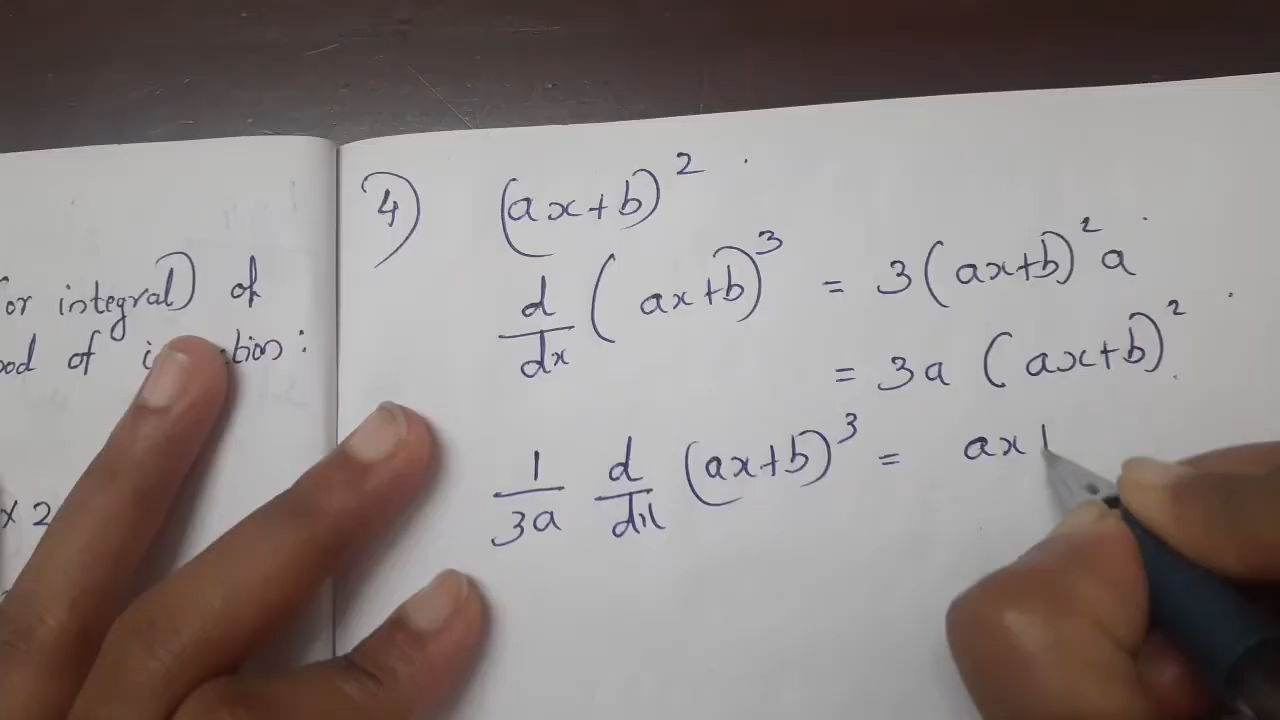 or integral) of
od of
× 2
4) (ax+b)²
d/dx (ax+b)³ = 3(ax+b)² a
= 3a (ax+b)²
1/3a d/dx (ax+b)³ = ax